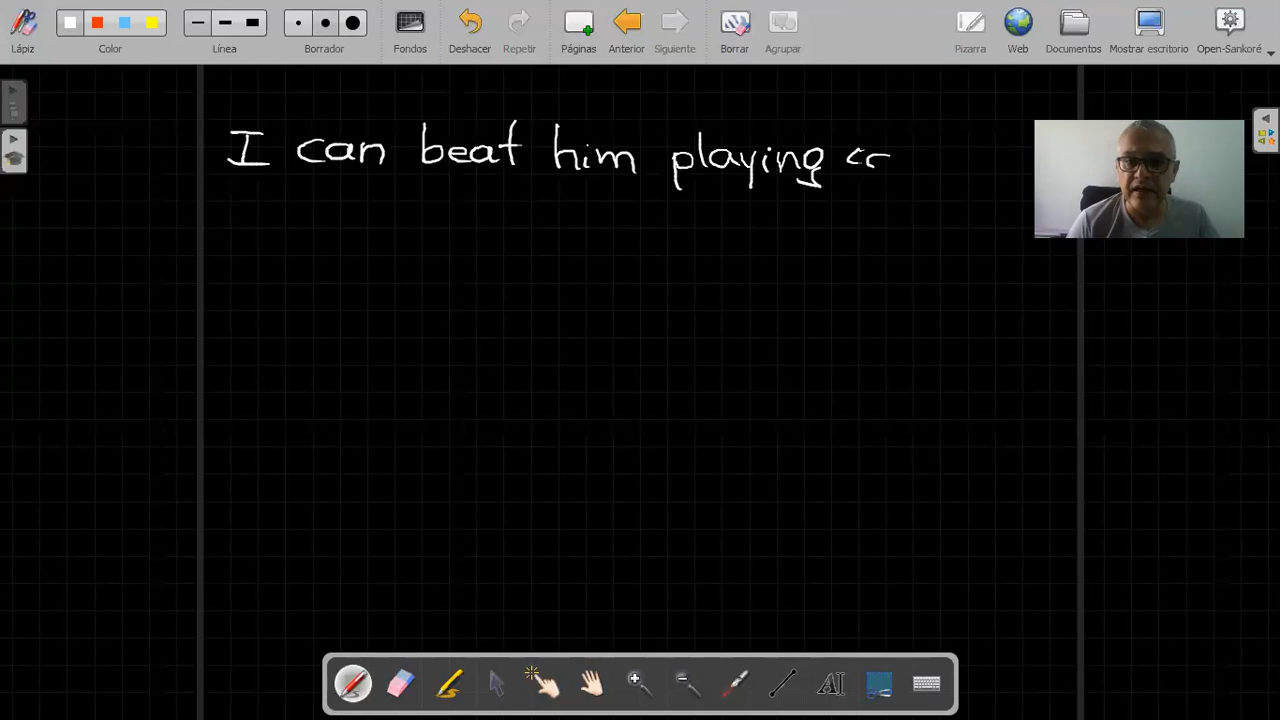 Lápiz Color Línea Borrador Fondos Deshacer Repetir Páginas Anterior Siguiente Borrar Agrupar Pizarra Web Documentos Mostrar escritorio Open-Sankoré
I can beat him playing
AI